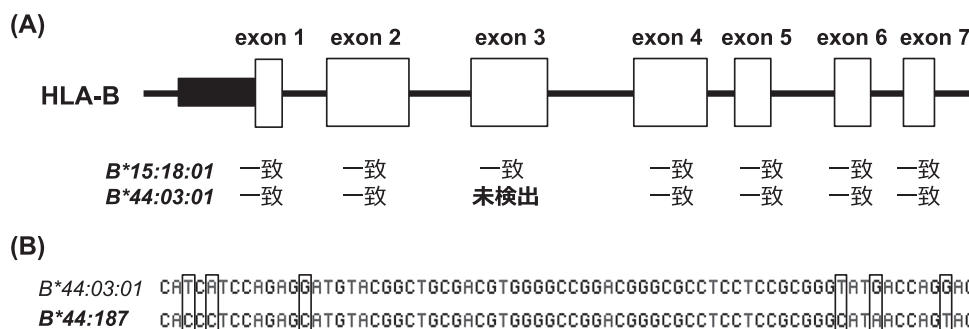 (A)
exon 1 exon 2 exon 3 exon 4 exon 5 exon 6 exon 7
HLA-B
B*15:18:01 一致 一致 一致 一致 一致 一致 一致
B*44:03:01 一致 一致 未検出 一致 一致 一致 一致
(B)
B*44:03:01 CATCATCCAGAGGATGTACGGCTGCGACGTGGGGCCGGACGGGCGCCTCCTCCGCGGGTATGACCAGGAC
B*44:187 CACCCTCCAGAGCATGTACGGCTGCGACGTGGGGCCGGACGGGCGCCTCCTCCGCGGGCATAACCAGTAC